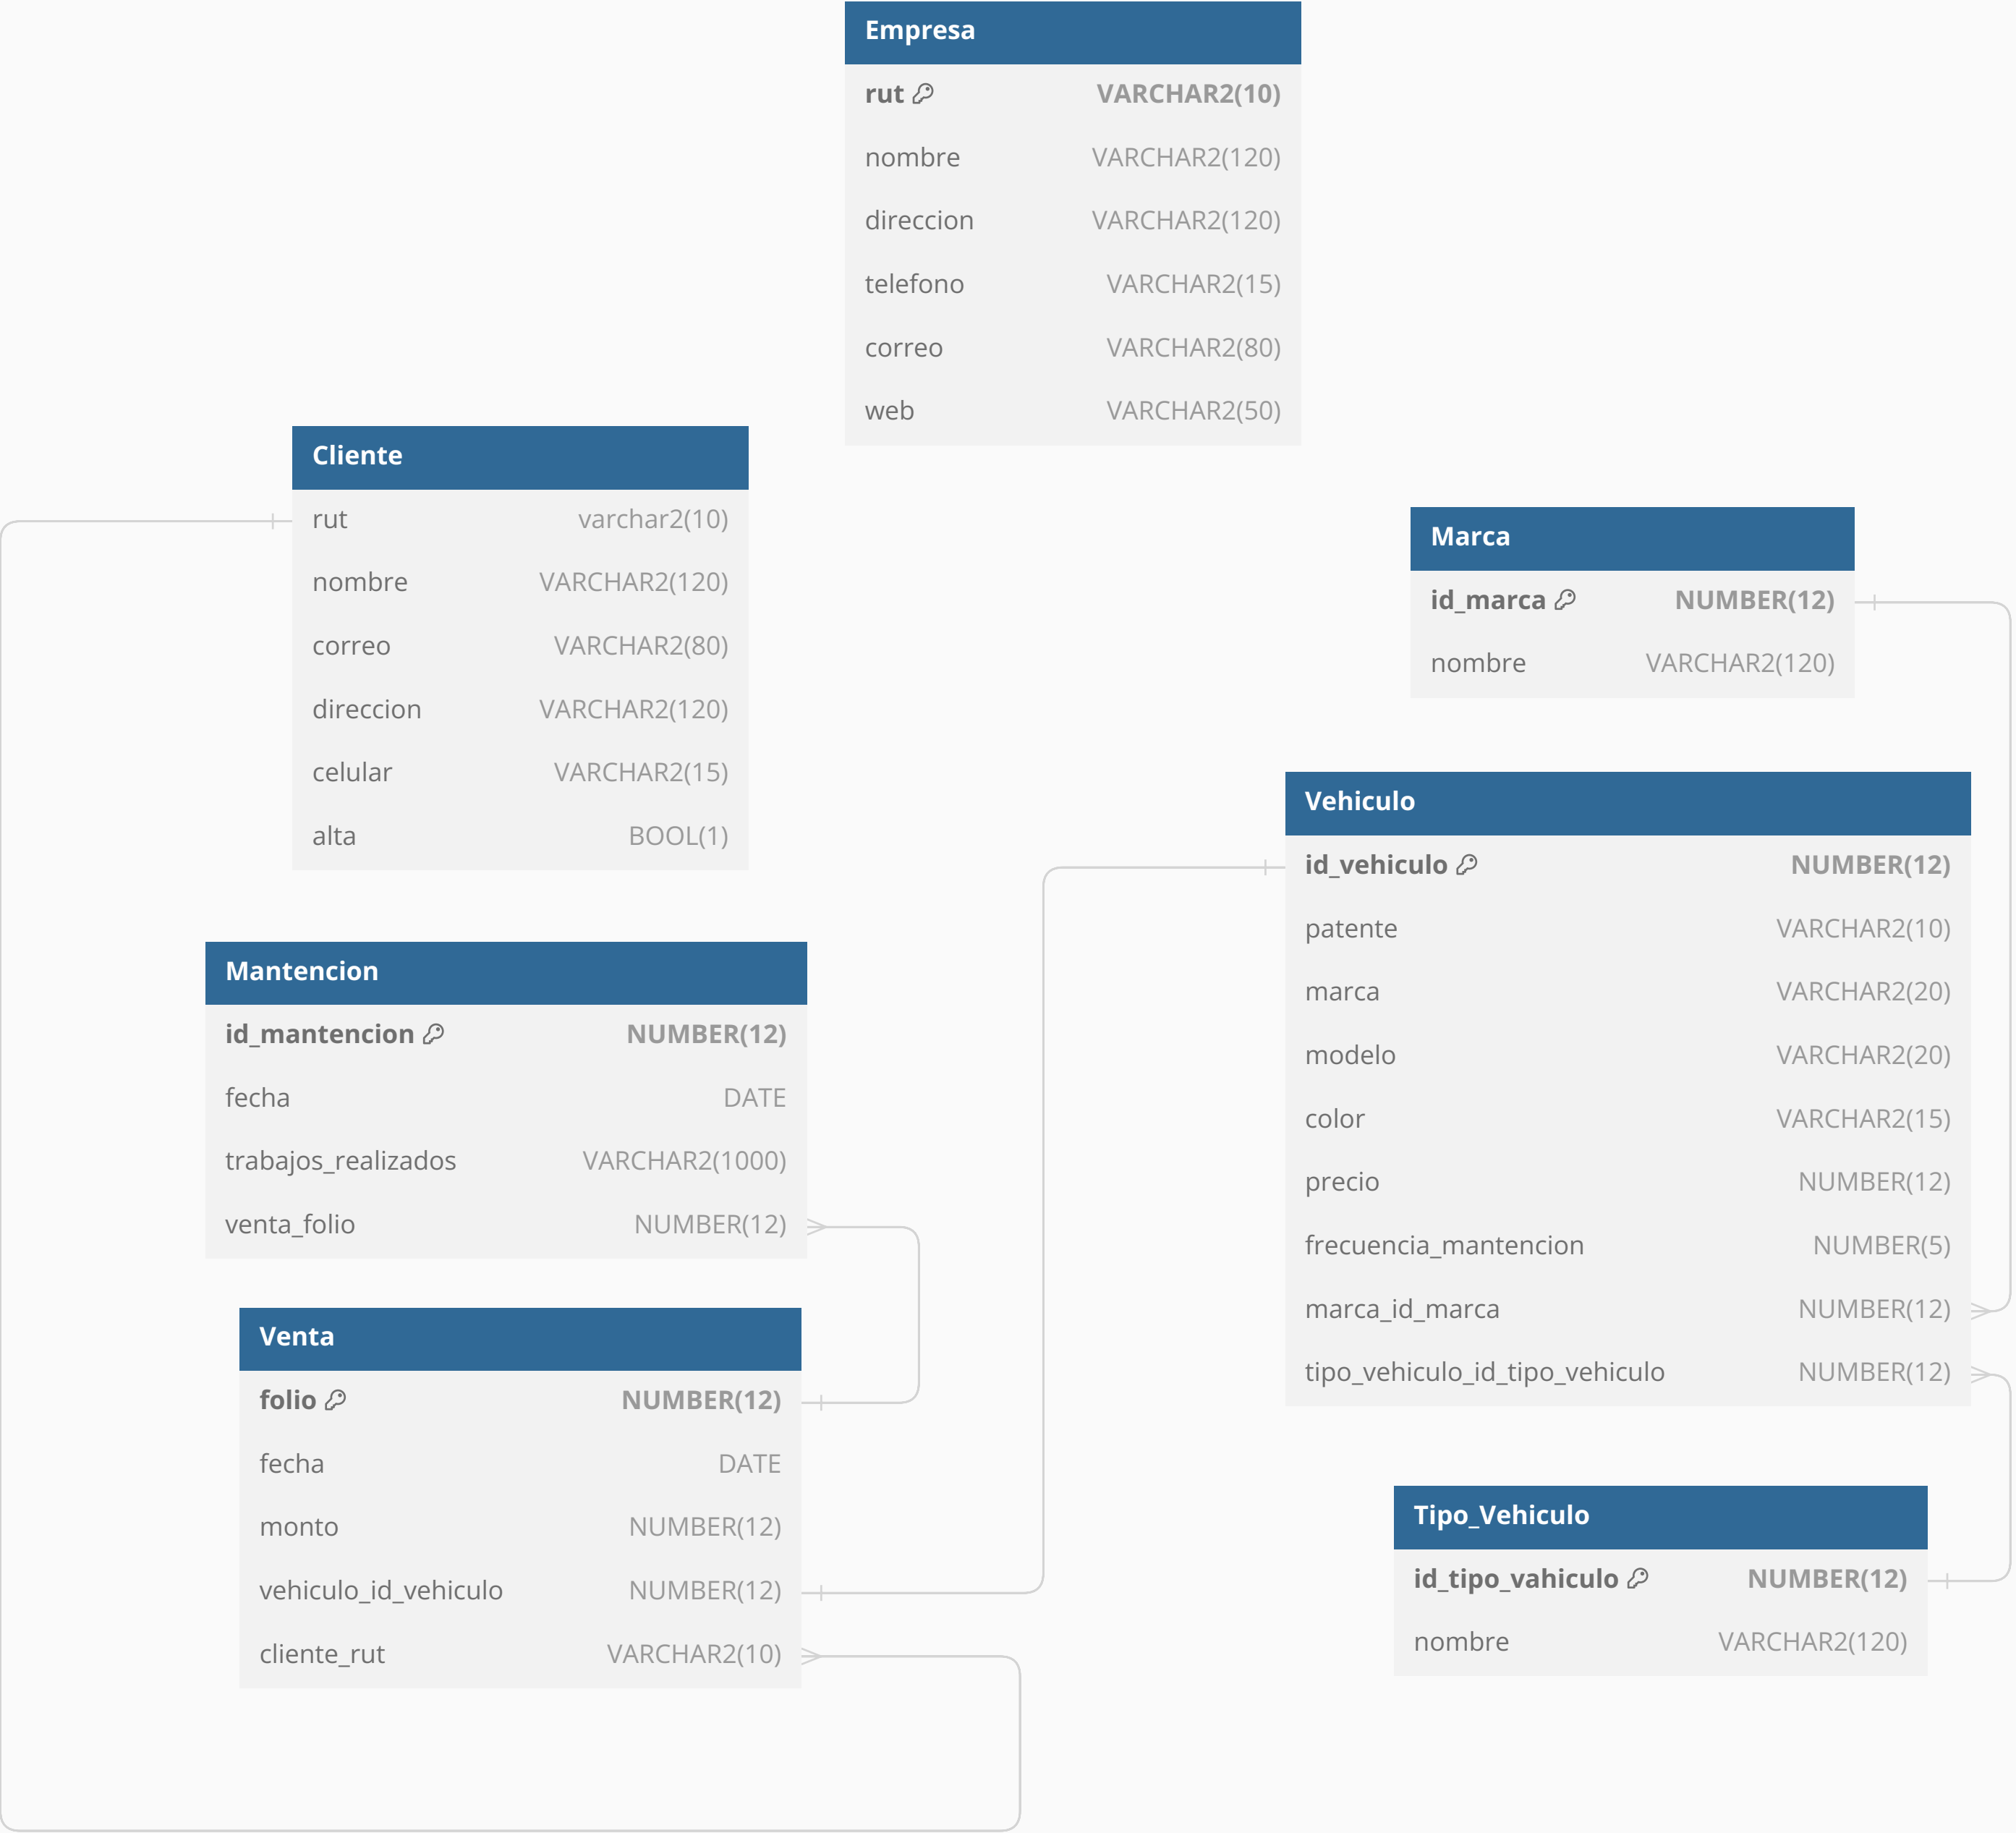 Empresa
rut VARCHAR2(10)
nombre VARCHAR2(120)
direccion VARCHAR2(120)
telefono VARCHAR2(15)
correo VARCHAR2(80)
web VARCHAR2(50)
Cliente
rut varchar2(10)
nombre VARCHAR2(120)
correo VARCHAR2(80)
direccion VARCHAR2(120)
celular VARCHAR2(15)
alta BOOL(1)
Marca
id_marca NUMBER(12)
nombre VARCHAR2(120)
Vehiculo
id_vehiculo NUMBER(12)
patente VARCHAR2(10)
marca VARCHAR2(20)
modelo VARCHAR2(20)
color VARCHAR2(15)
precio NUMBER(12)
frecuencia_mantencion NUMBER(5)
marca_id_marca NUMBER(12)
tipo_vehiculo_id_tipo_vehiculo NUMBER(12)
Mantencion
id_mantencion NUMBER(12)
fecha DATE
trabajos_realizados VARCHAR2(1000)
venta_folio NUMBER(12)
Venta
folio NUMBER(12)
fecha DATE
monto NUMBER(12)
vehiculo_id_vehiculo NUMBER(12)
cliente_rut VARCHAR2(10)
Tipo_Vehiculo
id_tipo_vahiculo NUMBER(12)
nombre VARCHAR2(120)